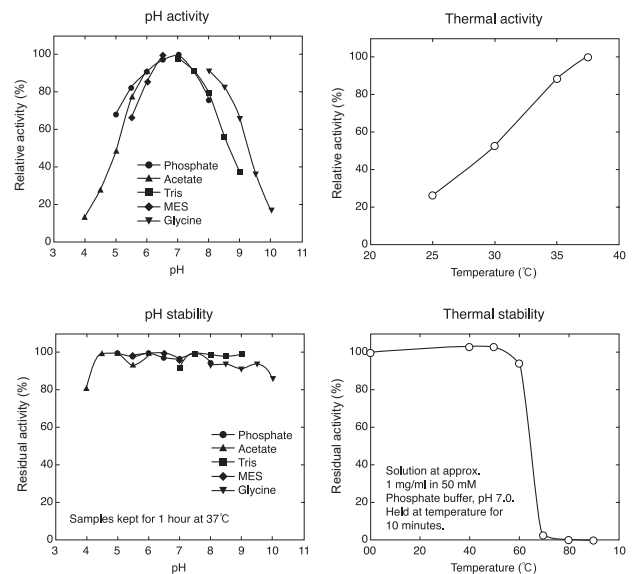 pH activity
Relative activity (%)
100
80
60
40
20
0
3 4 5 6 7 8 9 10 11
pH
Phosphate
Acetate
Tris
MES
Glycine
Thermal activity
Relative activity (%)
100
80
60
40
20
0
20 25 30 35 40
Temperature (℃)
pH stability
Residual activity (%)
100
80
60
40
20
0
3 4 5 6 7 8 9 10 11
pH
Phosphate
Acetate
Tris
MES
Glycine
Samples kept for 1 hour at 37℃
Thermal stability
Residual activity (%)
100
80
60
40
20
0
00 20 40 60 80 100
Temperature (℃)
Solution at approx.
1 mg/ml in 50 mM
Phosphate buffer, pH 7.0.
Held at temperature for
10 minutes.